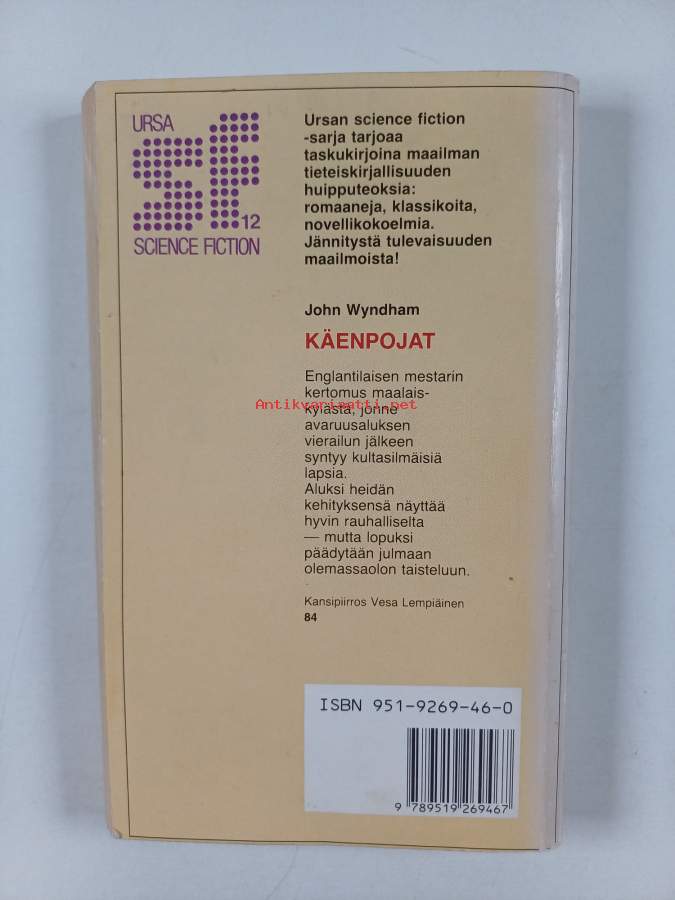 URSA
sf
12
SCIENCE FICTION
Ursan science fiction
-sarja tarjoaa
taskukirjoina maailman
tieteiskirjallisuuden
huipputeoksia:
romaaneja, klassikoita,
novellikokoelmia.
Jännitystä tulevaisuuden
maailmoista!
John Wyndham
KÄENPOJAT
Englantilaisen mestarin
kertomus maalais-
Antikvariaatti.net
kylästä, jonne
avaruusaluksen
vierailun jälkeen
syntyy kultasilmäisiä
lapsia.
Aluksi heidän
kehityksensä näyttää
hyvin rauhalliselta
— mutta lopuksi
päädytään julmaan
olemassaolon taisteluun.
Kansipiirros Vesa Lempiäinen
84
ISBN 951-9269-46-0
9 789519 269467